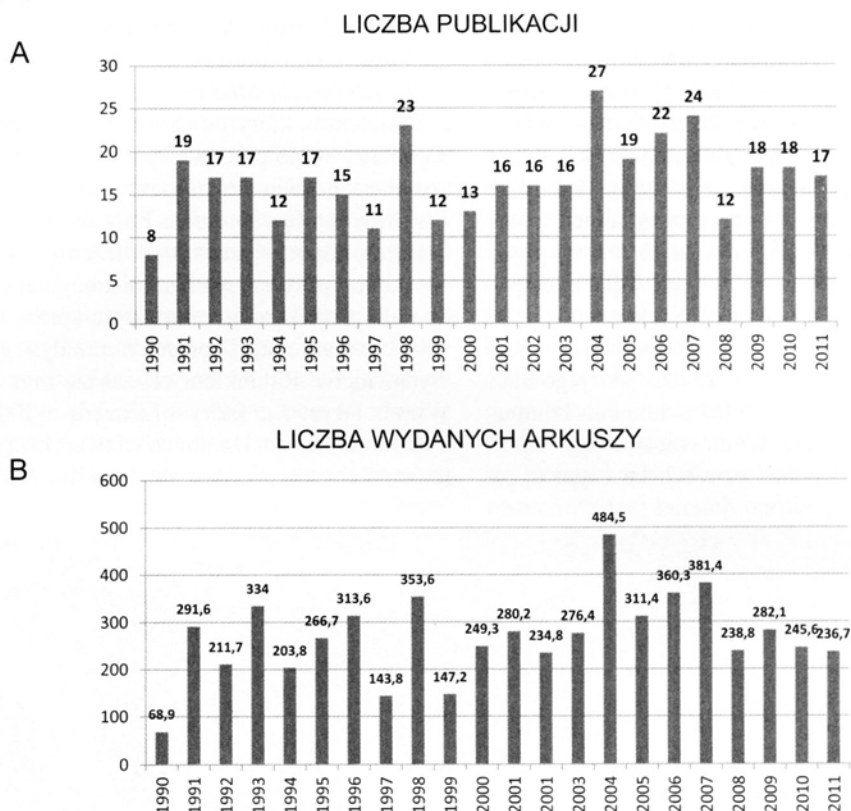 LICZBA PUBLIKACJI
A
30
25
20
15
10
5
0
8 19 17 17 12 17 15 11 23 12 13 16 16 16 27 19 22 24 12 18 18 17
1990 1991 1992 1993 1994 1995 1996 1997 1998 1999 2000 2001 2002 2003 2004 2005 2006 2007 2008 2009 2010 2011
LICZBA WYDANYCH ARKUSZY
B
600
500
400
300
200
100
0
68,9 291,6 211,7 334 203,8 266,7 313,6 143,8 353,6 147,2 249,3 280,2 234,8 276,4 484,5 311,4 360,3 381,4 238,8 282,1 245,6 236,7
1990 1991 1992 1993 1994 1995 1996 1997 1998 1999 2000 2001 2001 2003 2004 2005 2006 2007 2008 2009 2010 2011